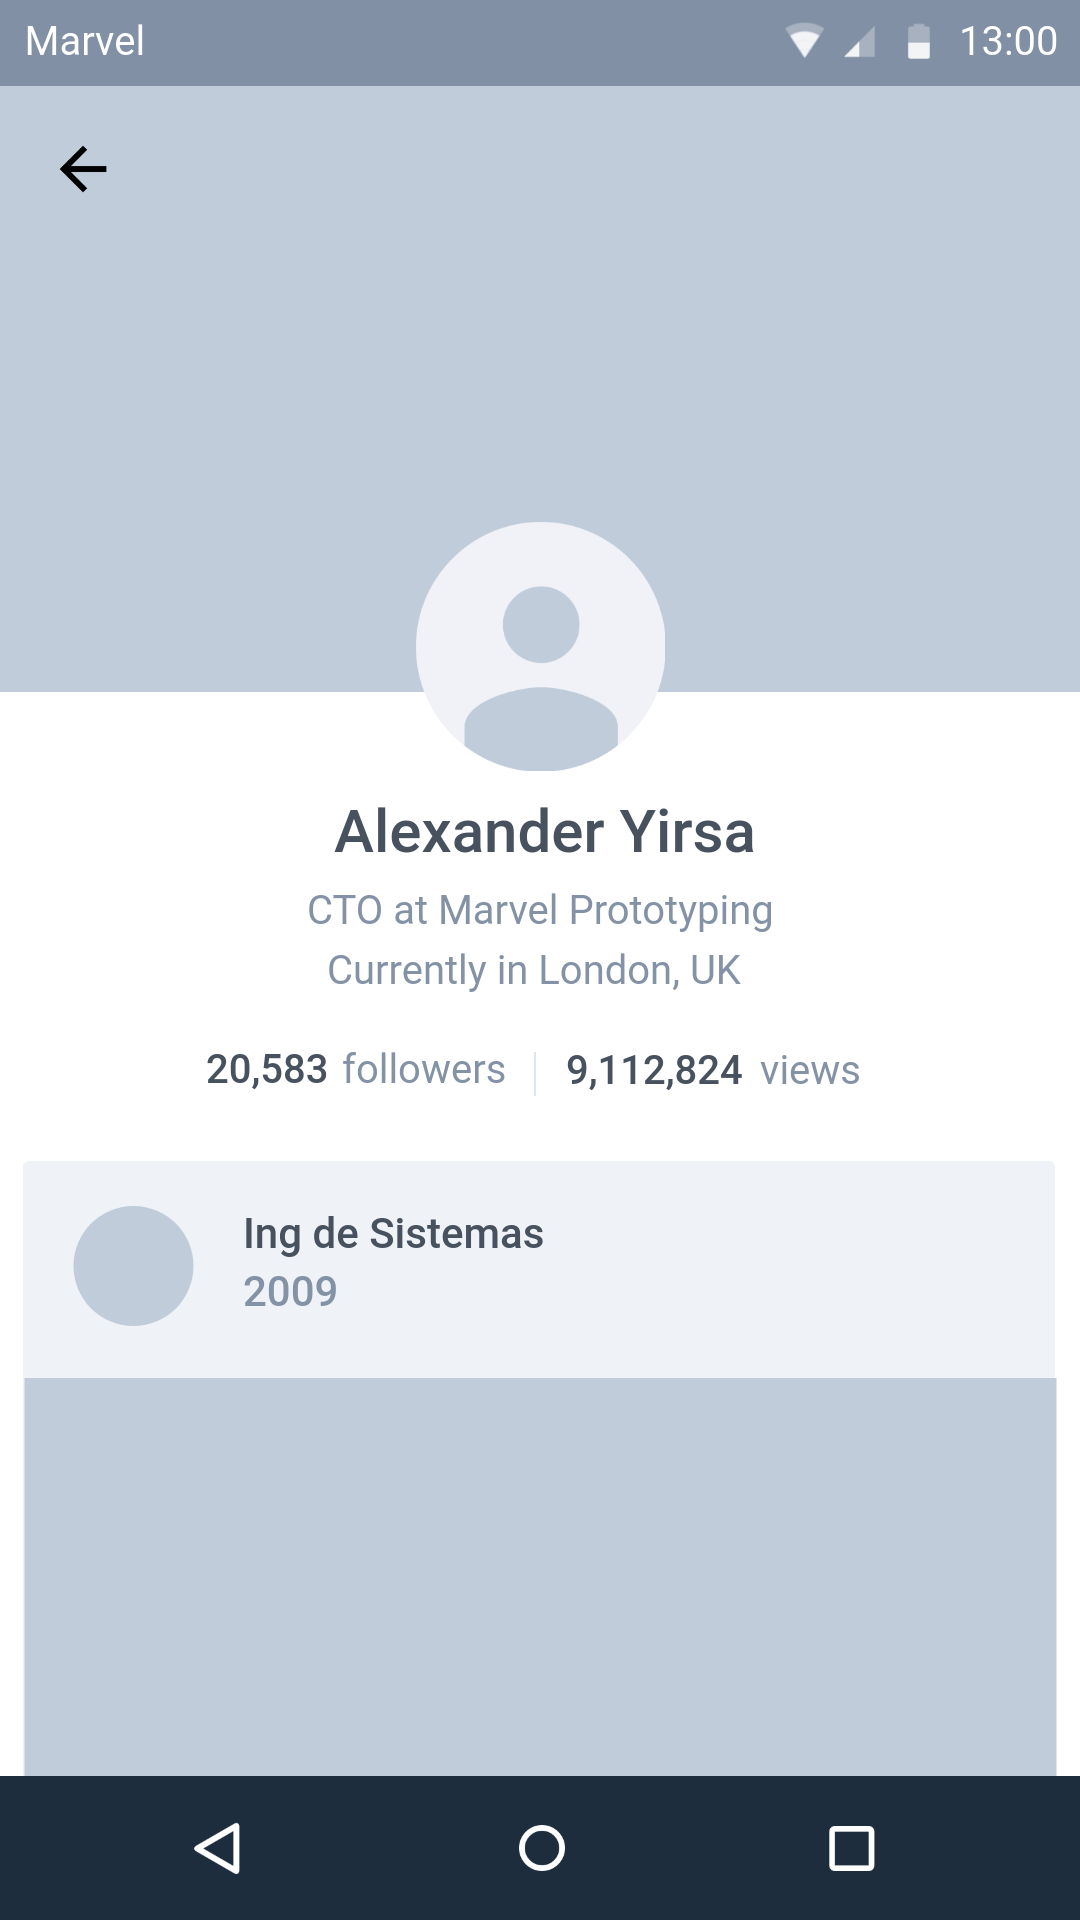 Marvel 13:00
Alexander Yirsa
CTO at Marvel Prototyping
Currently in London, UK
20,583 followers 9,112,824 views
Ing de Sistemas
2009